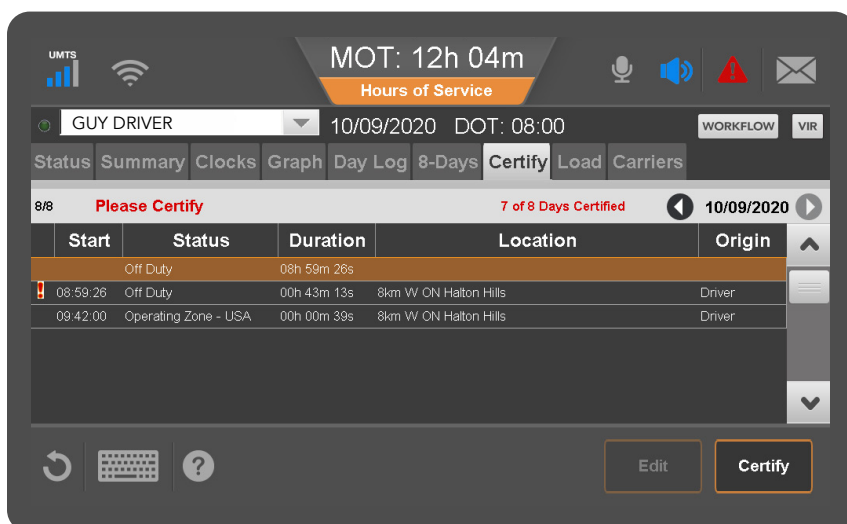 UMTS
MOT: 12h 04m
Hours of Service
GUY DRIVER 10/09/2020 DOT: 08:00 WORKFLOW VIR
Status Summary Clocks Graph Day Log 8-Days Certify Load Carriers
8/8 Please Certify 7 of 8 Days Certified 10/09/2020
Start Status Duration Location Origin
Off Duty 08h 59m 26s
08:59:26 Off Duty 00h 43m 13s 8km W ON Halton Hills Driver
09:42:00 Operating Zone - USA 00h 00m 39s 8km W ON Halton Hills Driver
Edit Certify